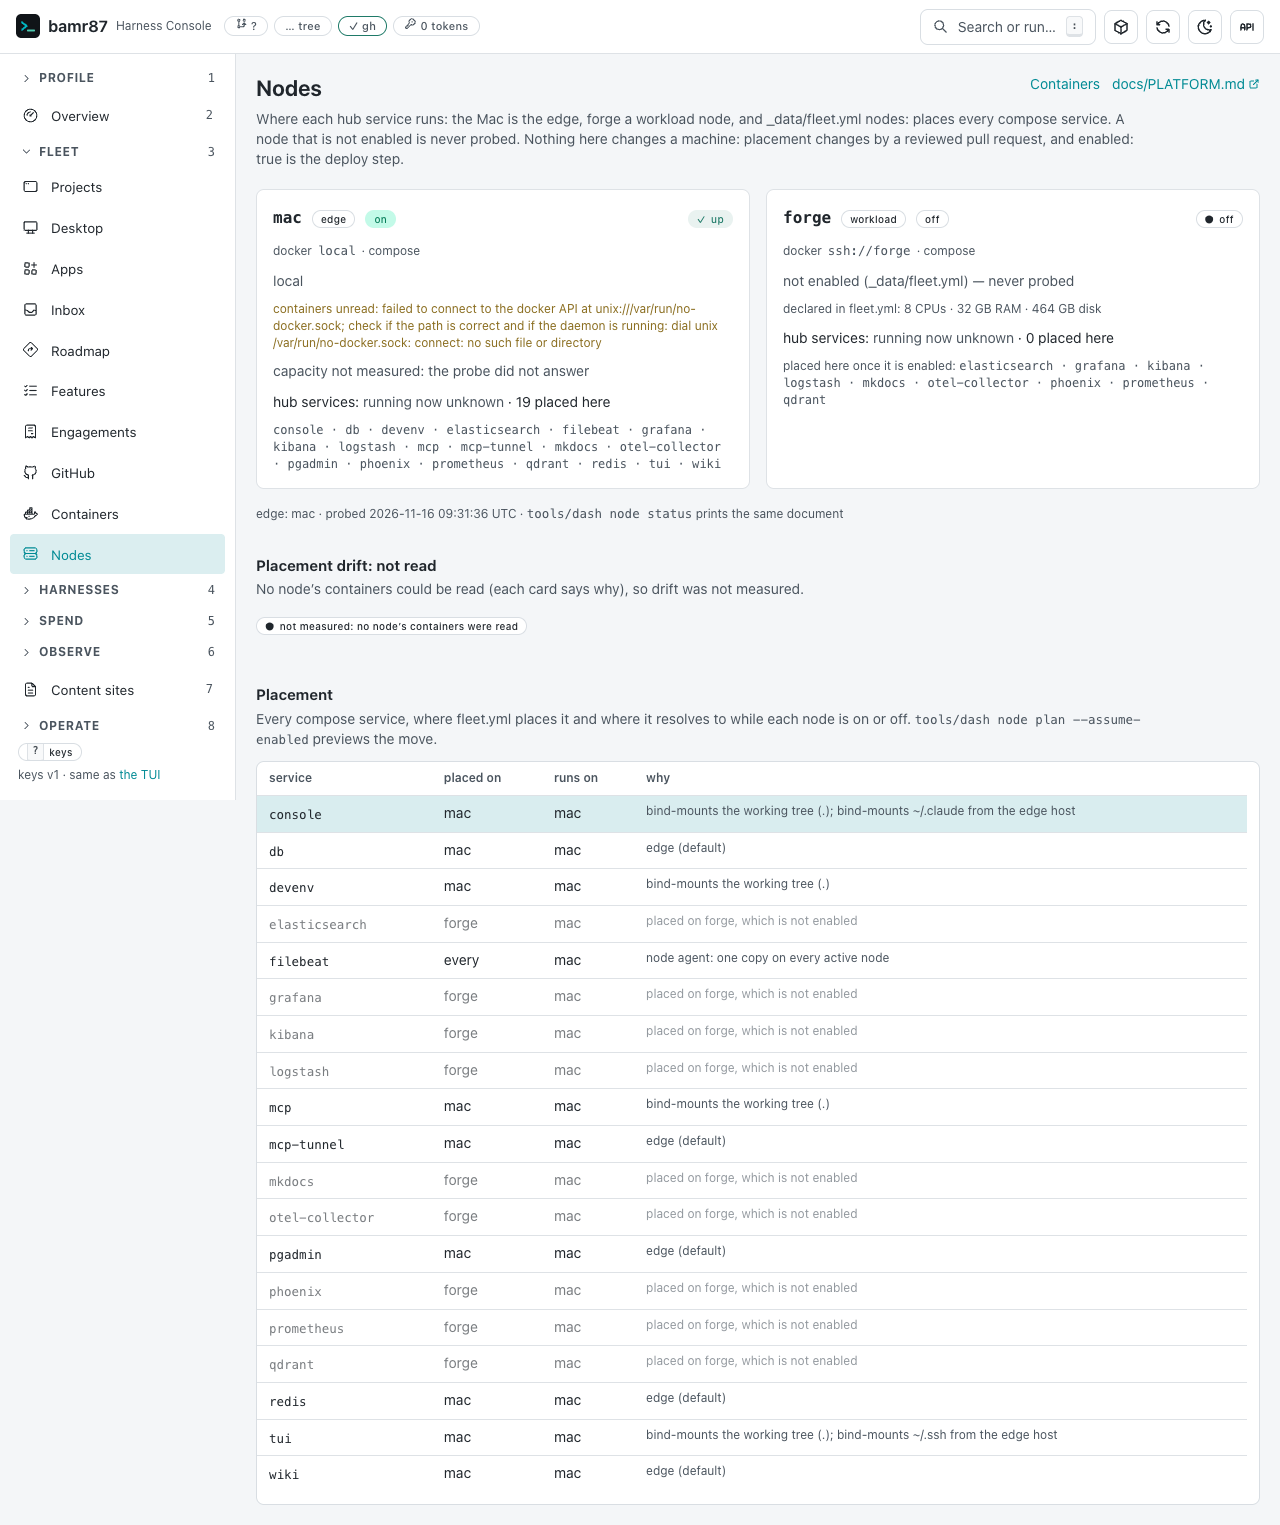 bamr87 Harness Console ? ... tree ✓ gh 0 tokens Search or run... : API
PROFILE 1
Overview 2
FLEET 3
Projects
Desktop
Apps
Inbox
Roadmap
Features
Engagements
GitHub
Containers
Nodes
HARNESSES 4
SPEND 5
OBSERVE 6
Content sites 7
OPERATE 8
? keys
keys v1 · same as the TUI
Nodes
Containers docs/PLATFORM.md
Where each hub service runs: the Mac is the edge, forge a workload node, and _data/fleet.yml nodes: places every compose service. A
node that is not enabled is never probed. Nothing here changes a machine: placement changes by a reviewed pull request, and enabled:
true is the deploy step.
mac edge on ✓ up
docker local · compose
local
containers unread: failed to connect to the docker API at unix:///var/run/no-
docker.sock; check if the path is correct and if the daemon is running: dial unix
/var/run/no-docker.sock: connect: no such file or directory
capacity not measured: the probe did not answer
hub services: running now unknown · 19 placed here
console · db · devenv · elasticsearch · filebeat · grafana ·
kibana · logstash · mcp · mcp-tunnel · mkdocs · otel-collector
· pgadmin · phoenix · prometheus · qdrant · redis · tui · wiki
forge workload off ● off
docker ssh://forge · compose
not enabled (_data/fleet.yml) — never probed
declared in fleet.yml: 8 CPUs · 32 GB RAM · 464 GB disk
hub services: running now unknown · 0 placed here
placed here once it is enabled: elasticsearch · grafana · kibana ·
logstash · mkdocs · otel-collector · phoenix · prometheus ·
qdrant
edge: mac · probed 2026-11-16 09:31:36 UTC · tools/dash node status prints the same document
Placement drift: not read
No node's containers could be read (each card says why), so drift was not measured.
● not measured: no node's containers were read
Placement
Every compose service, where fleet.yml places it and where it resolves to while each node is on or off. tools/dash node plan --assume-
enabled previews the move.
service placed on runs on why
console mac mac bind-mounts the working tree (.); bind-mounts ~/.claude from the edge host
db mac mac edge (default)
devenv mac mac bind-mounts the working tree (.)
elasticsearch forge mac placed on forge, which is not enabled
filebeat every mac node agent: one copy on every active node
grafana forge mac placed on forge, which is not enabled
kibana forge mac placed on forge, which is not enabled
logstash forge mac placed on forge, which is not enabled
mcp mac mac bind-mounts the working tree (.)
mcp-tunnel mac mac edge (default)
mkdocs forge mac placed on forge, which is not enabled
otel-collector forge mac placed on forge, which is not enabled
pgadmin mac mac edge (default)
phoenix forge mac placed on forge, which is not enabled
prometheus forge mac placed on forge, which is not enabled
qdrant forge mac placed on forge, which is not enabled
redis mac mac edge (default)
tui mac mac bind-mounts the working tree (.); bind-mounts ~/.ssh from the edge host
wiki mac mac edge (default)